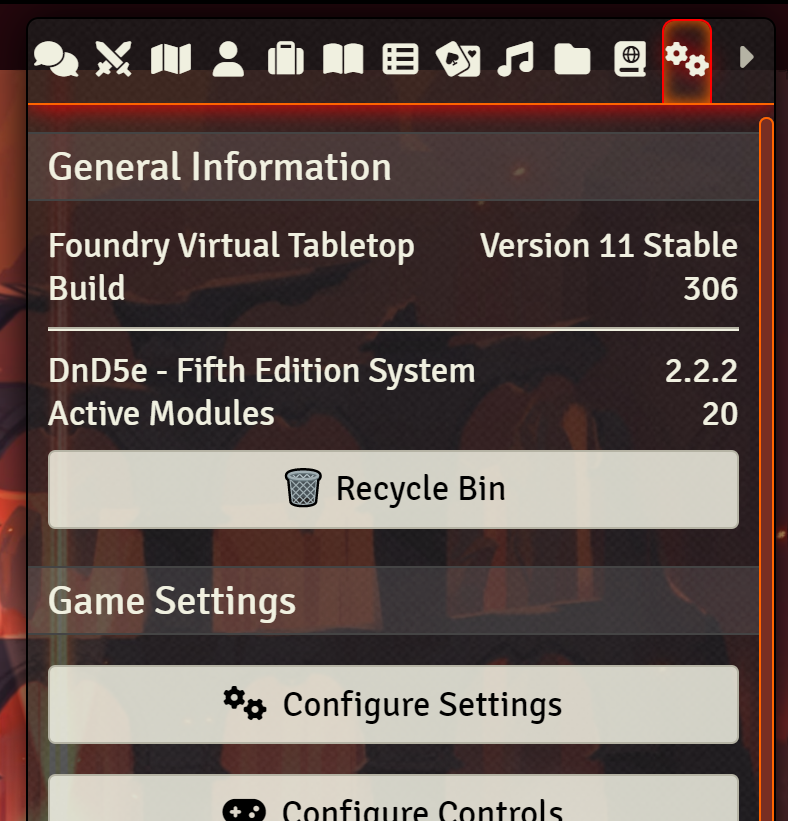 General Information
Foundry Virtual Tabletop Version 11 Stable
Build 306
DnD5e - Fifth Edition System 2.2.2
Active Modules 20
Recycle Bin
Game Settings
Configure Settings
Configure Controls